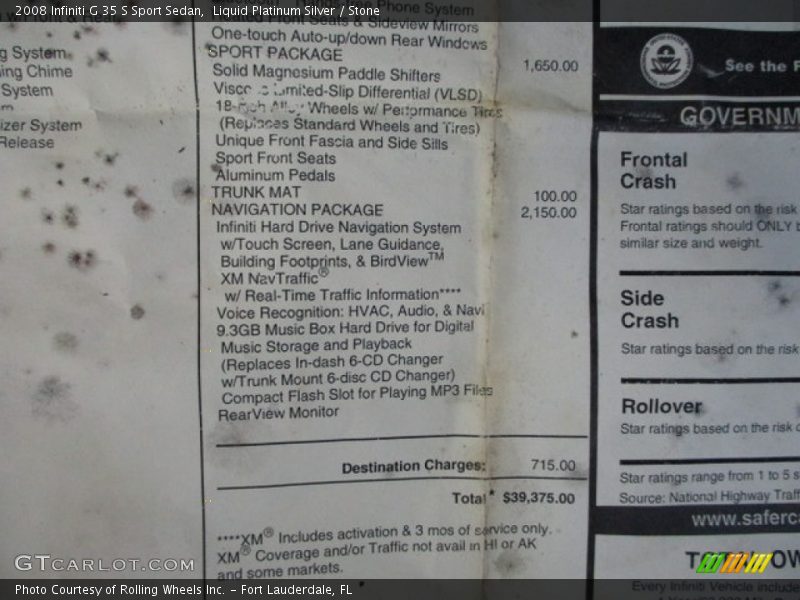 2008 Infiniti G 35 S Sport Sedan, Liquid Platinum Silver / Stone
Phone System
Heated Front Seats & Sideview Mirrors
One-touch Auto-up/down Rear Windows
SPORT PACKAGE 1,650.00
Solid Magnesium Paddle Shifters
Limited-Slip Differential (VLSD)
18-inch Alloy Wheels w/ Performance Tires
(Replaces Standard Wheels and Tires)
Unique Front Fascia and Side Sills
Sport Front Seats
Aluminum Pedals
TRUNK MAT 100.00
NAVIGATION PACKAGE 2,150.00
Infiniti Hard Drive Navigation System
w/Touch Screen, Lane Guidance,
Building Footprints, & BirdView™
XM NavTraffic®
w/ Real-Time Traffic Information****
Voice Recognition: HVAC, Audio, & Navi
9.3GB Music Box Hard Drive for Digital
Music Storage and Playback
(Replaces In-dash 6-CD Changer
w/Trunk Mount 6-disc CD Changer)
Compact Flash Slot for Playing MP3 Files
RearView Monitor
Destination Charges: 715.00
Total* $39,375.00
****XM® Includes activation & 3 mos of service only.
XM® Coverage and/or Traffic not avail in HI or AK
and some markets.
g System
ing Chime
System
izer System
Release
See the F
GOVERNM
Frontal
Crash
Star ratings based on the risk
Frontal ratings should ONLY b
similar size and weight.
Side
Crash
Star ratings based on the risk
Rollover
Star ratings based on the risk o
Star ratings range from 1 to 5 s
Source: National Highway Traff
www.saferca
Every Infiniti Vehicle include
GTCARLOT.COM
Photo Courtesy of Rolling Wheels Inc. – Fort Lauderdale, FL